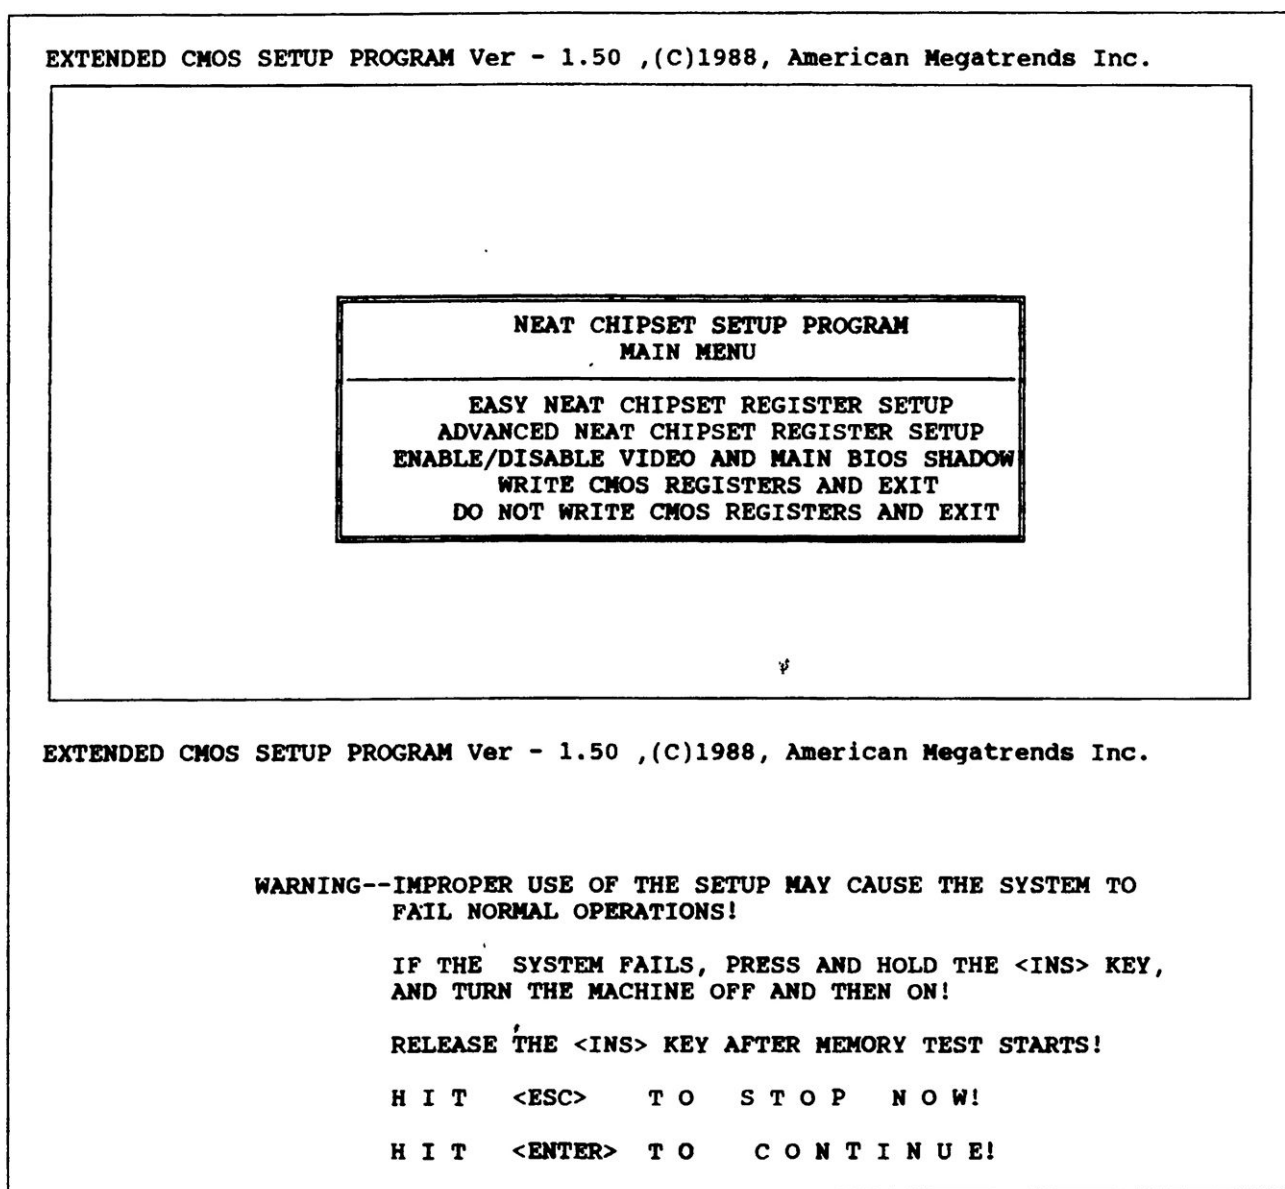 EXTENDED CMOS SETUP PROGRAM Ver - 1.50 ,(C)1988, American Megatrends Inc.
NEAT CHIPSET SETUP PROGRAM
MAIN MENU
EASY NEAT CHIPSET REGISTER SETUP
ADVANCED NEAT CHIPSET REGISTER SETUP
ENABLE/DISABLE VIDEO AND MAIN BIOS SHADOW
WRITE CMOS REGISTERS AND EXIT
DO NOT WRITE CMOS REGISTERS AND EXIT
EXTENDED CMOS SETUP PROGRAM Ver - 1.50 ,(C)1988, American Megatrends Inc.
WARNING--IMPROPER USE OF THE SETUP MAY CAUSE THE SYSTEM TO
FAIL NORMAL OPERATIONS!
IF THE SYSTEM FAILS, PRESS AND HOLD THE <INS> KEY,
AND TURN THE MACHINE OFF AND THEN ON!
RELEASE THE <INS> KEY AFTER MEMORY TEST STARTS!
H I T <ESC> T O S T O P N O W!
H I T <ENTER> T O C O N T I N U E!